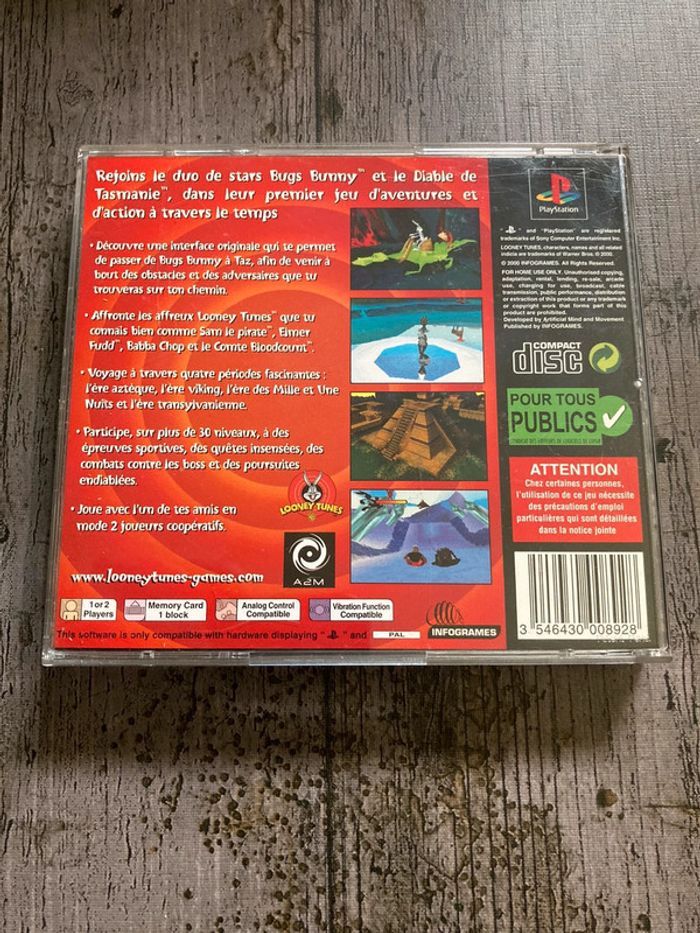 Rejoins le duo de stars Bugs Bunny™ et le Diable de
Tasmanie™, dans leur premier jeu d'aventures et
d'action à travers le temps
• Découvre une interface originale qui te permet
de passer de Bugs Bunny à Taz, afin de venir à
bout des obstacles et des adversaires que tu
trouveras sur ton chemin.
• Affronte les affreux Looney Tunes™ que tu
connais bien comme Sam le pirate™, Elmer
Fudd™, Babba Chop et le Comte Bloodcount™.
• Voyage à travers quatre périodes fascinantes :
l'ère aztèque, l'ère viking, l'ère des Mille et Une
Nuits et l'ère transylvanienne.
• Participe, sur plus de 30 niveaux, à des
épreuves sportives, des quêtes insensées, des
combats contre les boss et des poursuites
endiablées.
• Joue avec l'un de tes amis en
mode 2 joueurs coopératifs.
LOONEY TUNES
www.looneytunes-games.com
A2M
1 or 2
Players
Memory Card
1 block
Analog Control
Compatible
Vibration Function
Compatible
INFOGRAMES
This software is only compatible with hardware displaying " " and PAL
PlayStation
" " and "PlayStation" are registered
trademarks of Sony Computer Entertainment Inc.
LOONEY TUNES, characters, names and all related
indicia are trademarks of Warner Bros. © 2000.
© 2000 INFOGRAMES. All Rights Reserved.
FOR HOME USE ONLY. Unauthorised copying,
adaptation, rental, lending, re-sale, arcade
use, charging for use, broadcast, cable
transmission, public performance, distribution
or extraction of this product or any trademark
or copyright work that forms part of this
product are prohibited.
Developed by Artificial Mind and Movement
Published by INFOGRAMES.
COMPACT
disc
POUR TOUS
PUBLICS
SYNDICAT DES EDITEURS DE LOGICIELS DE LOISIR
ATTENTION
Chez certaines personnes,
l'utilisation de ce jeu nécessite
des précautions d'emploi
particulières qui sont détaillées
dans la notice jointe
3 546430 008928